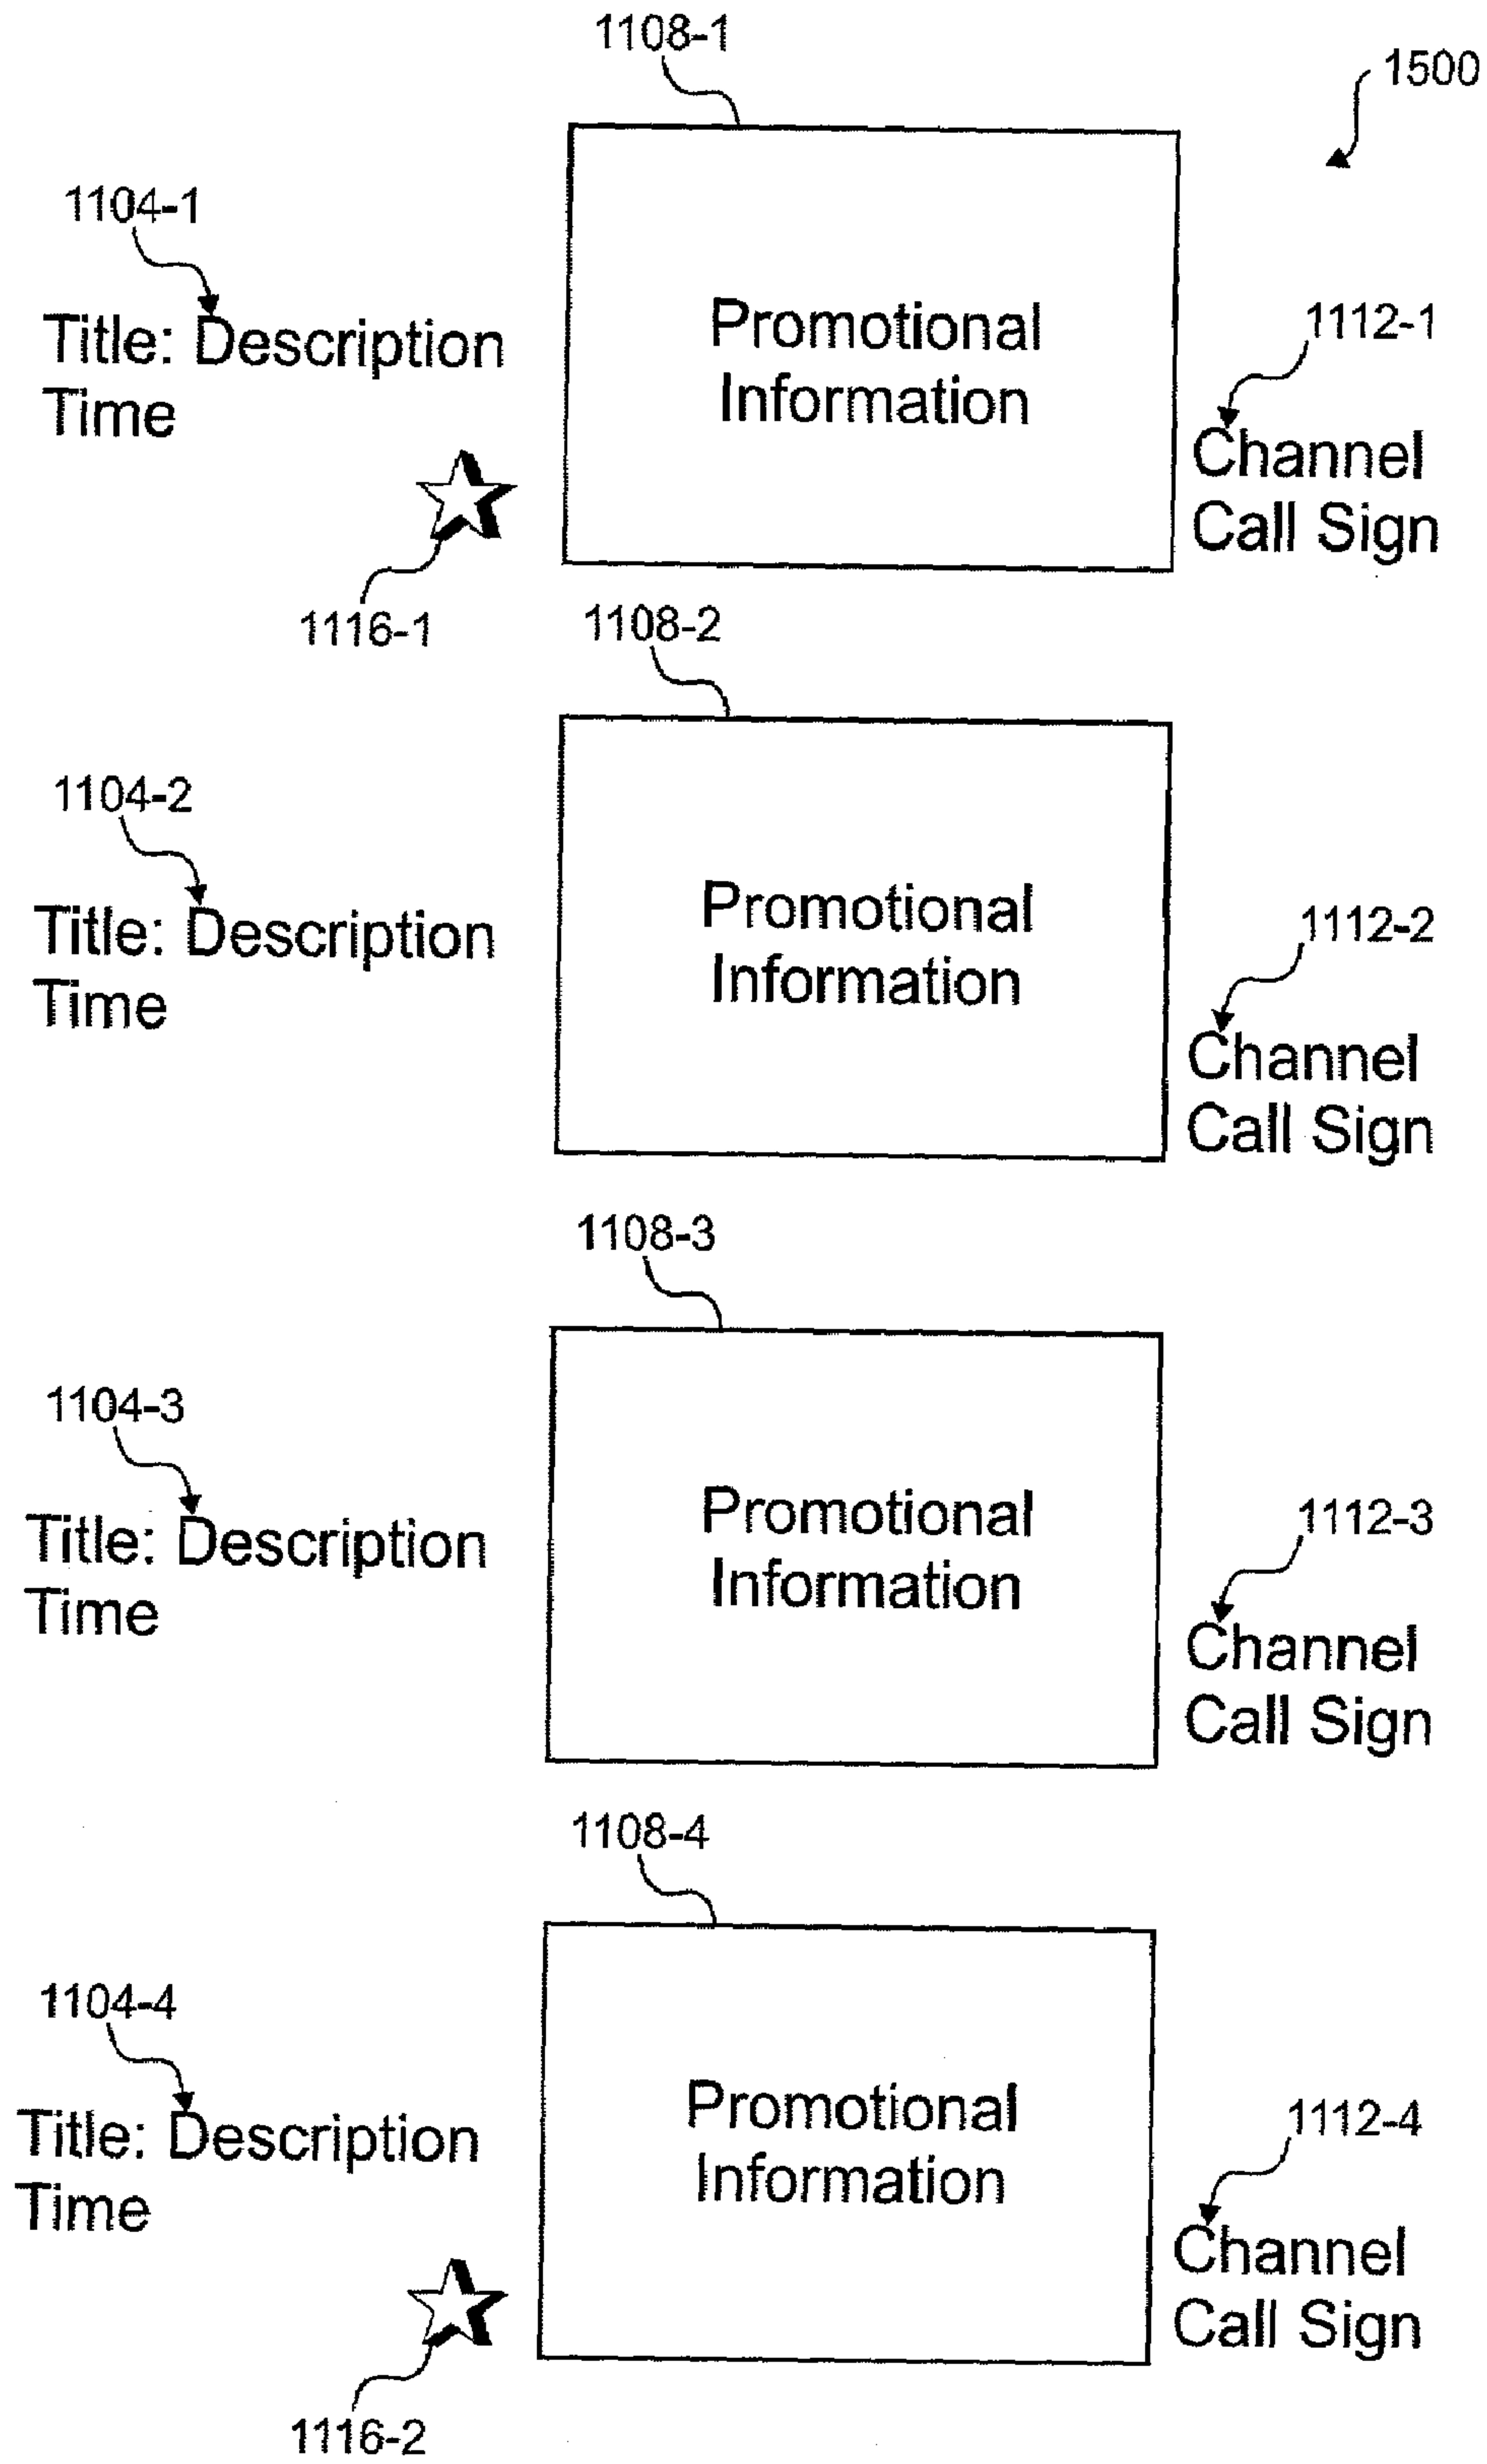 1108-1
1500
1104-1
Title: Description
Time
Promotional
Information
1112-1
Channel
Call Sign
1116-1
1108-2
1104-2
Title: Description
Time
Promotional
Information
1112-2
Channel
Call Sign
1108-3
1104-3
Title: Description
Time
Promotional
Information
1112-3
Channel
Call Sign
1108-4
1104-4
Title: Description
Time
Promotional
Information
1112-4
Channel
Call Sign
1116-2